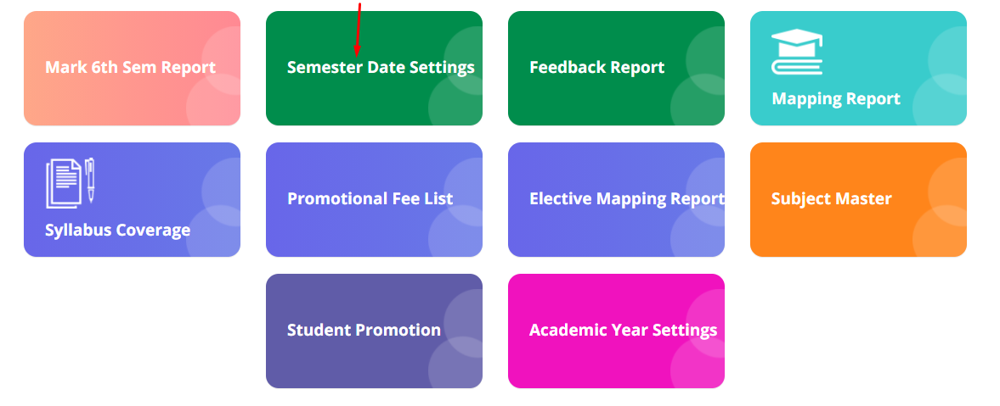 Mark 6th Sem Report
Semester Date Settings
Feedback Report
Mapping Report
Syllabus Coverage
Promotional Fee List
Elective Mapping Report
Subject Master
Student Promotion
Academic Year Settings